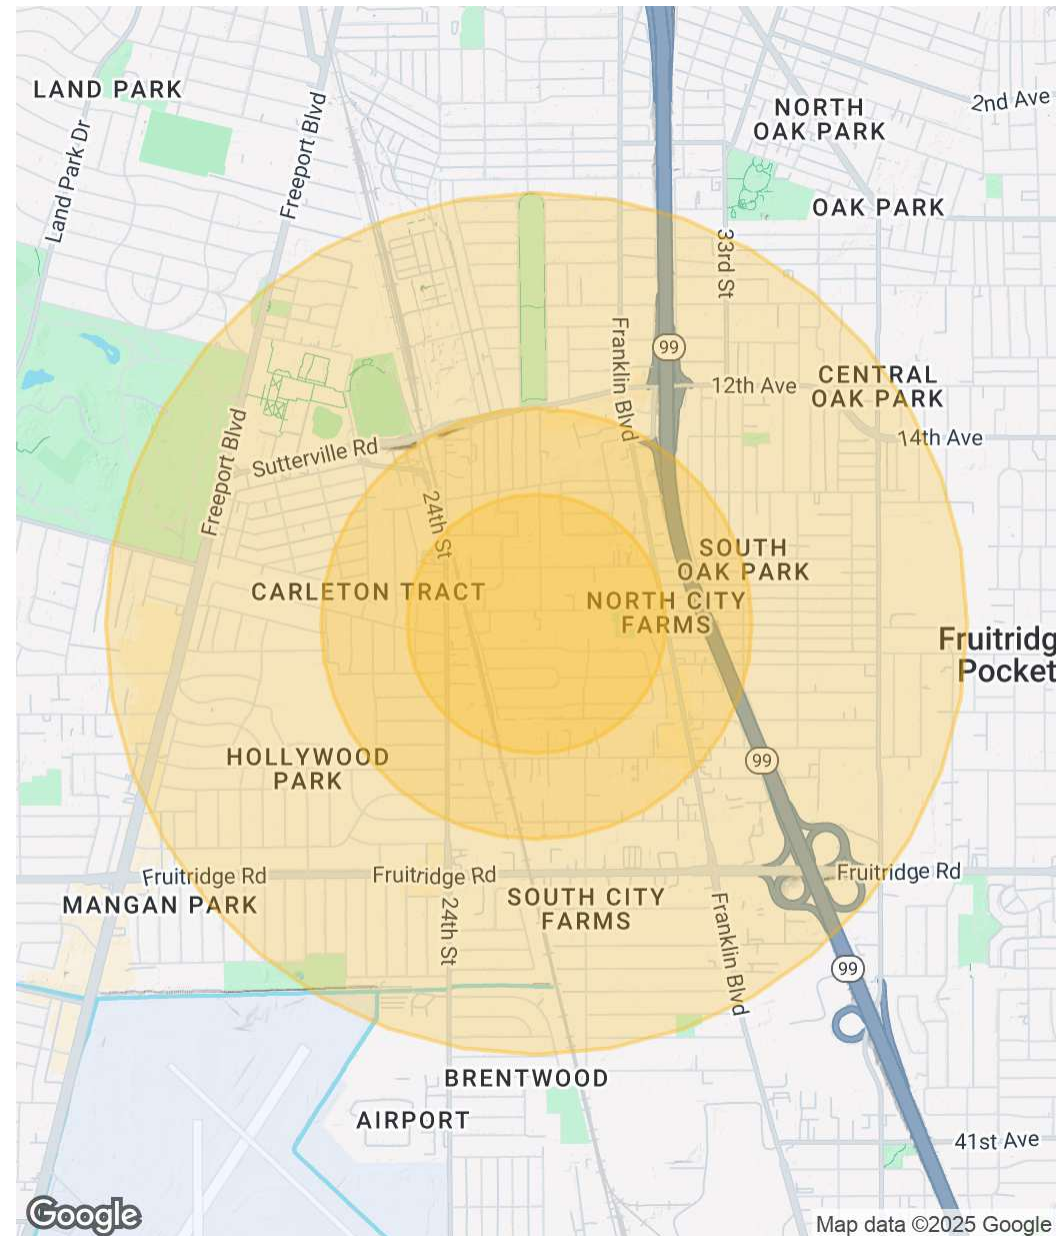 LAND PARK
Land Park Dr
Freeport Blvd
NORTH
OAK PARK
2nd Ave
OAK PARK
33rd St
Franklin Blvd
99
12th Ave
CENTRAL
OAK PARK
14th Ave
Freeport Blvd
Sutterville Rd
24th St
SOUTH
OAK PARK
CARLETON TRACT
NORTH CITY
FARMS
Fruitridg
Pocket
HOLLYWOOD
PARK
99
Fruitridge Rd
Fruitridge Rd
Fruitridge Rd
MANGAN PARK
SOUTH CITY
FARMS
24th St
Franklin Blvd
99
BRENTWOOD
AIRPORT
41st Ave
Google
Map data ©2025 Google